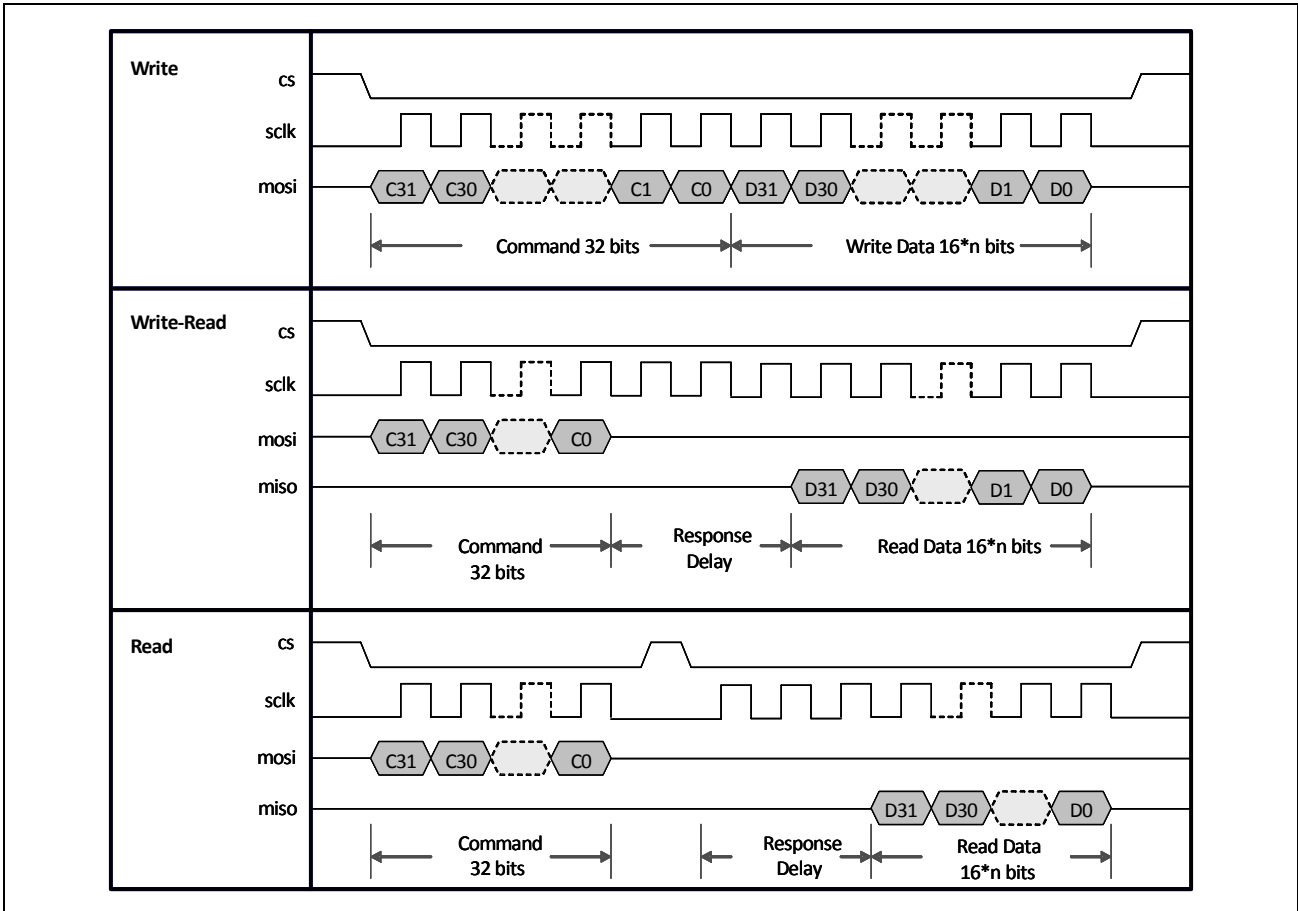 Write
cs
sclk
mosi
C31 C30 C1 C0 D31 D30 D1 D0
Command 32 bits
Write Data 16*n bits
Write-Read
cs
sclk
mosi
C31 C30 C0
miso
D31 D30 D1 D0
Command
32 bits
Response
Delay
Read Data 16*n bits
Read
cs
sclk
mosi
C31 C30 C0
miso
D31 D30 D0
Command
32 bits
Response
Delay
Read Data
16*n bits